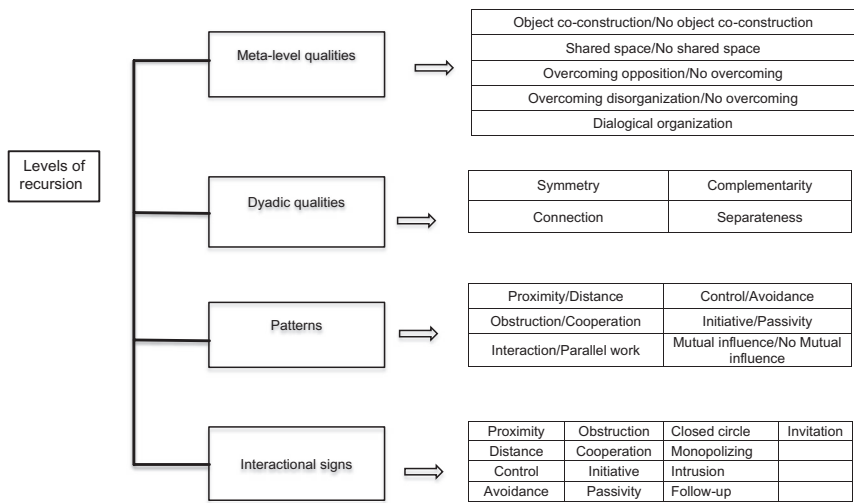 Levels of
recursion
Meta-level qualities
Object co-construction/No object co-construction
Shared space/No shared space
Overcoming opposition/No overcoming
Overcoming disorganization/No overcoming
Dialogical organization
Dyadic qualities
Symmetry Complementarity
Connection Separateness
Patterns
Proximity/Distance Control/Avoidance
Obstruction/Cooperation Initiative/Passivity
Interaction/Parallel work Mutual influence/No Mutual
influence
Interactional signs
Proximity Obstruction Closed circle Invitation
Distance Cooperation Monopolizing
Control Initiative Intrusion
Avoidance Passivity Follow-up